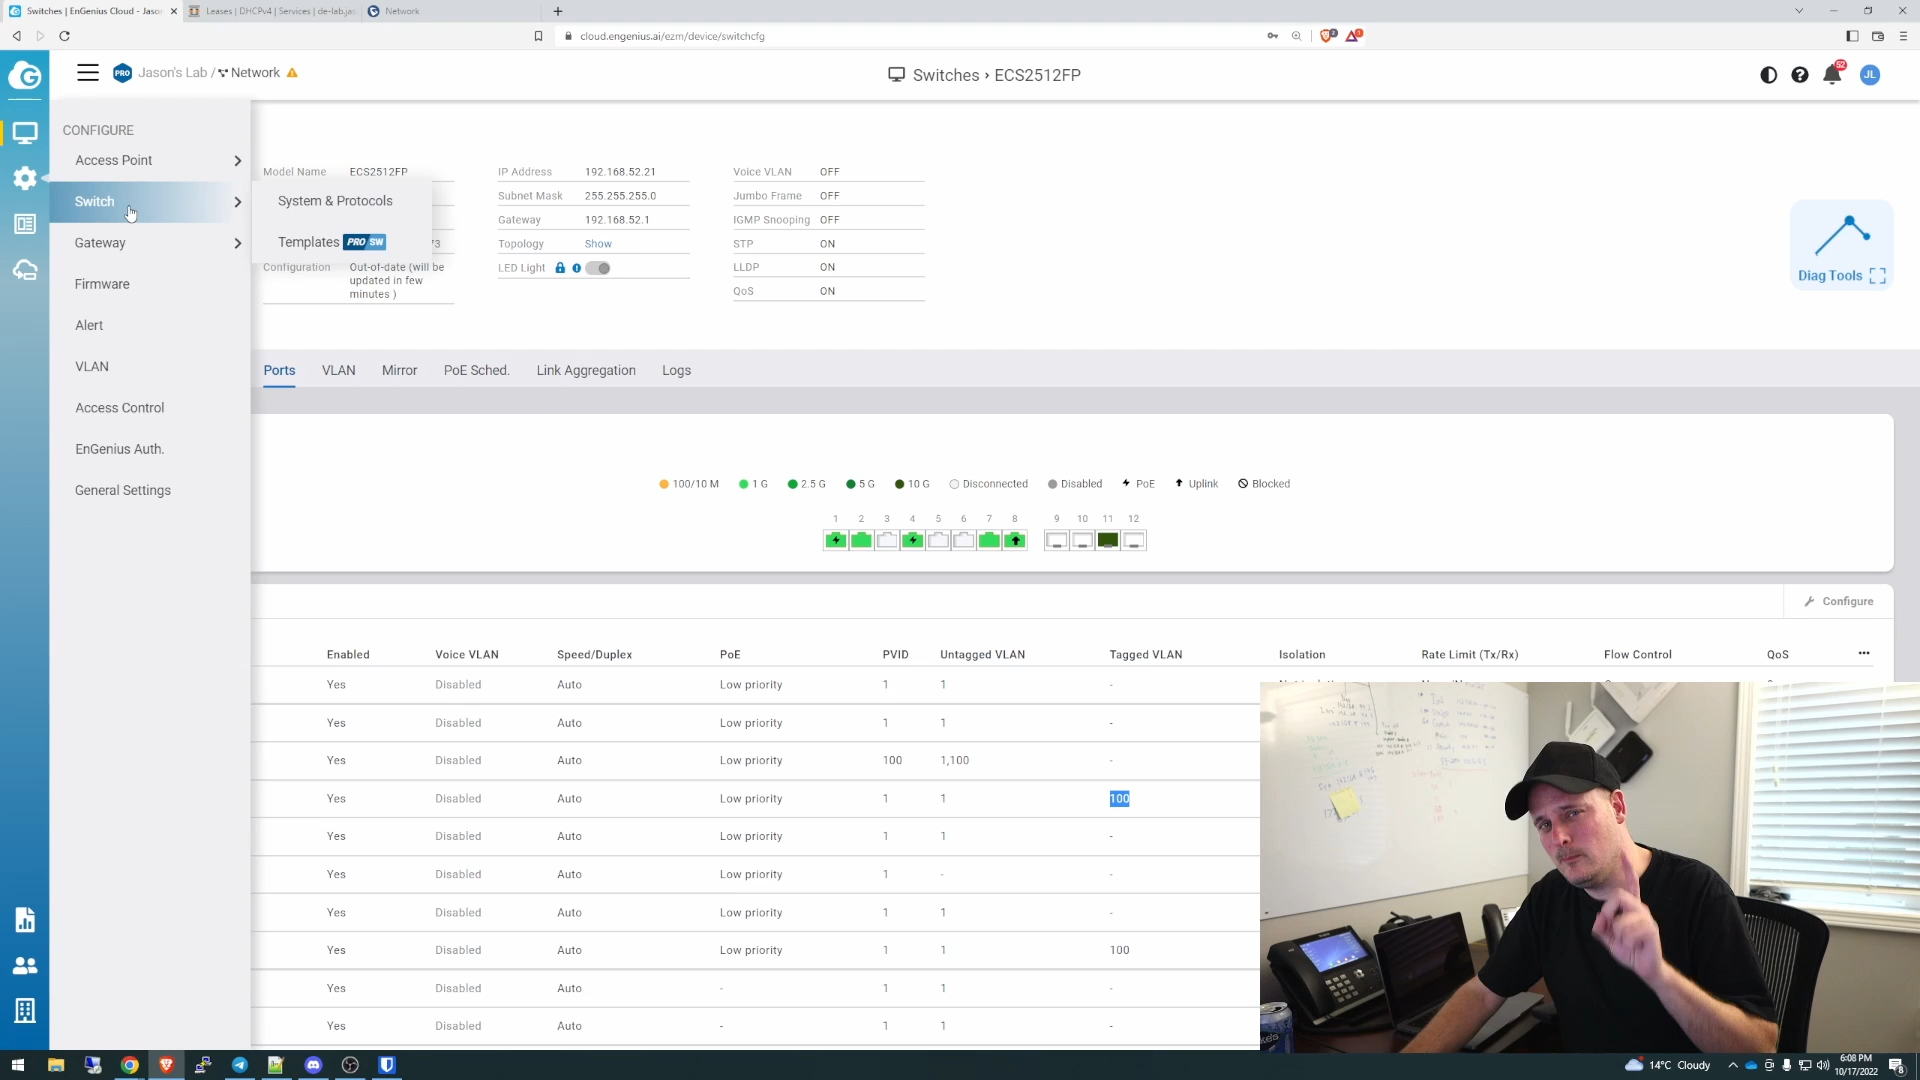 Switches | EnGenius Cloud - Jason
Leases | DHCPv4 | Services | de-lab.jas
Network
cloud.engenius.ai/ezm/device/switchcfg
PRO Jason's Lab / Network
Switches › ECS2512FP
JL
CONFIGURE
Access Point
Switch
Gateway
Firmware
Alert
VLAN
Access Control
EnGenius Auth.
General Settings
System & Protocols
Templates PRO SW
Model Name ECS2512FP
73
Configuration Out-of-date (will be
updated in few
minutes )
IP Address 192.168.52.21
Subnet Mask 255.255.255.0
Gateway 192.168.52.1
Topology Show
LED Light
Voice VLAN OFF
Jumbo Frame OFF
IGMP Snooping OFF
STP ON
LLDP ON
QoS ON
Diag Tools
Ports VLAN Mirror PoE Sched. Link Aggregation Logs
100/10 M 1 G 2.5 G 5 G 10 G Disconnected Disabled PoE Uplink Blocked
1 2 3 4 5 6 7 8 9 10 11 12
Configure
Enabled Voice VLAN Speed/Duplex PoE PVID Untagged VLAN Tagged VLAN Isolation Rate Limit (Tx/Rx) Flow Control QoS
Yes Disabled Auto Low priority 1 1 -
Yes Disabled Auto Low priority 1 1 -
Yes Disabled Auto Low priority 100 1,100 -
Yes Disabled Auto Low priority 1 1 100
Yes Disabled Auto Low priority 1 1 -
Yes Disabled Auto Low priority 1 - -
Yes Disabled Auto Low priority 1 1 -
Yes Disabled Auto Low priority 1 1 100
Yes Disabled Auto - 1 1 -
Yes Disabled Auto - 1 1 -
14°C Cloudy
6:08 PM
10/17/2022